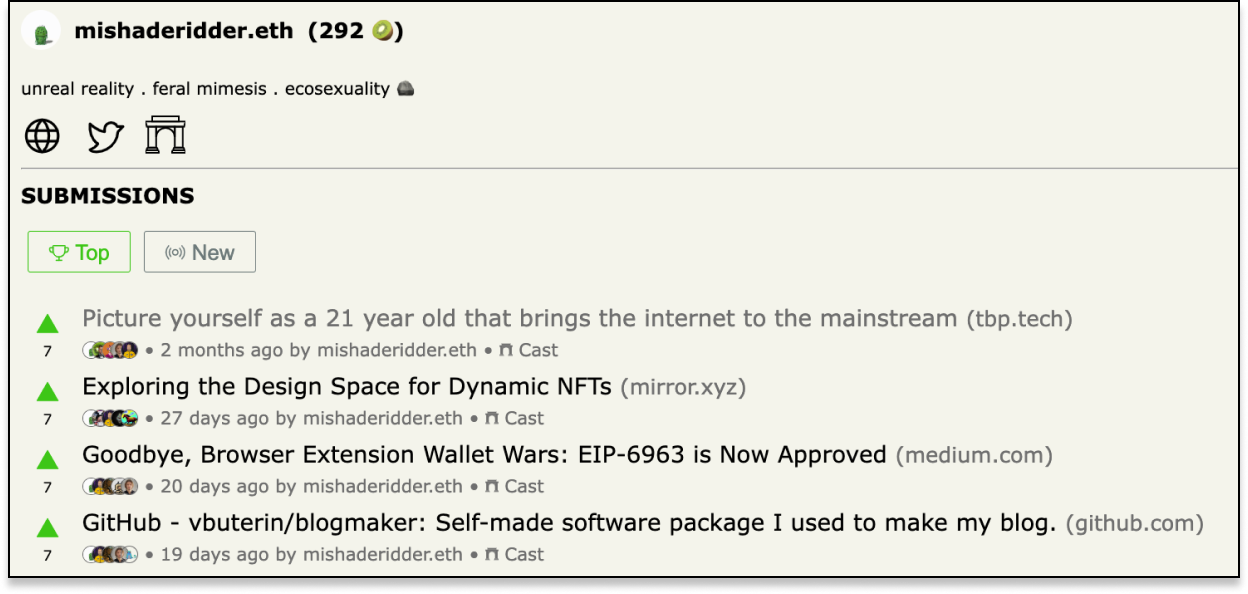 mishaderidder.eth (292 🥝)
unreal reality . feral mimesis . ecosexuality 🪨
SUBMISSIONS
Top New
Picture yourself as a 21 year old that brings the internet to the mainstream (tbp.tech)
7 • 2 months ago by mishaderidder.eth • Cast
Exploring the Design Space for Dynamic NFTs (mirror.xyz)
7 • 27 days ago by mishaderidder.eth • Cast
Goodbye, Browser Extension Wallet Wars: EIP-6963 is Now Approved (medium.com)
7 • 20 days ago by mishaderidder.eth • Cast
GitHub - vbuterin/blogmaker: Self-made software package I used to make my blog. (github.com)
7 • 19 days ago by mishaderidder.eth • Cast